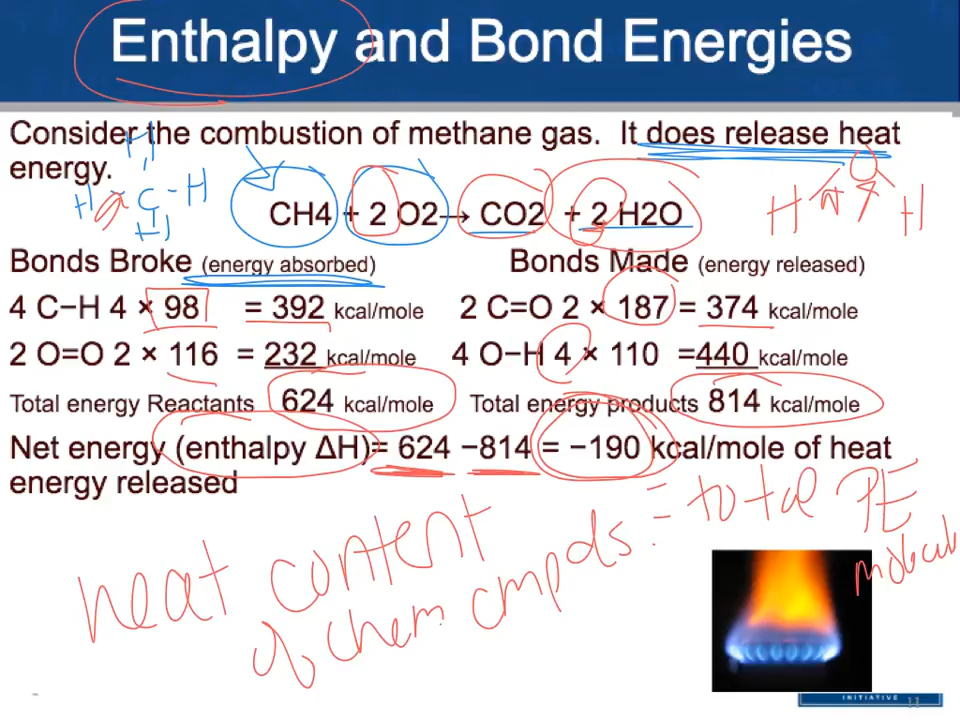 Enthalpy and Bond Energies
Consider the combustion of methane gas. It does release heat
energy.
H
H C - H
H
CH4 + 2 O2→ CO2 + 2 H2O
O
H H
Bonds Broke (energy absorbed) Bonds Made (energy released)
4 C–H 4 × 98 = 392 kcal/mole 2 C=O 2 × 187 = 374 kcal/mole
2 O=O 2 × 116 = 232 kcal/mole 4 O–H 4 × 110 =440 kcal/mole
Total energy Reactants 624 kcal/mole Total energy products 814 kcal/mole
Net energy (enthalpy ΔH)= 624 –814 = –190 kcal/mole of heat
energy released
heat content
of chem cmpds = total PE
molecul
INITIATIVE
11